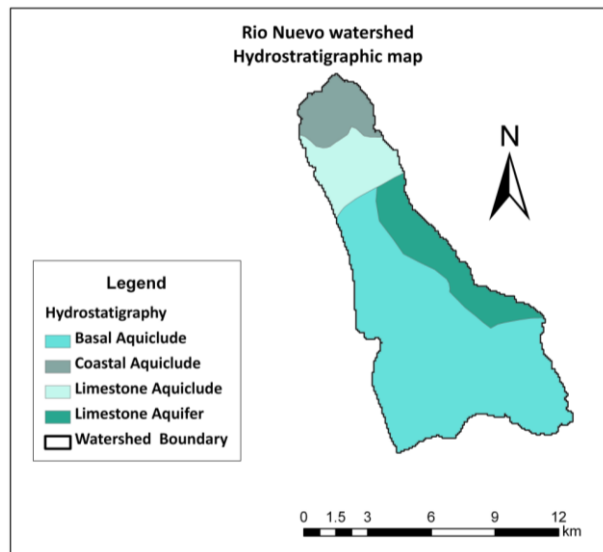 Rio Nuevo watershed
Hydrostratigraphic map
N
Legend
Hydrostatigraphy
Basal Aquiclude
Coastal Aquiclude
Limestone Aquiclude
Limestone Aquifer
Watershed Boundary
0 1.5 3 6 9 12
km